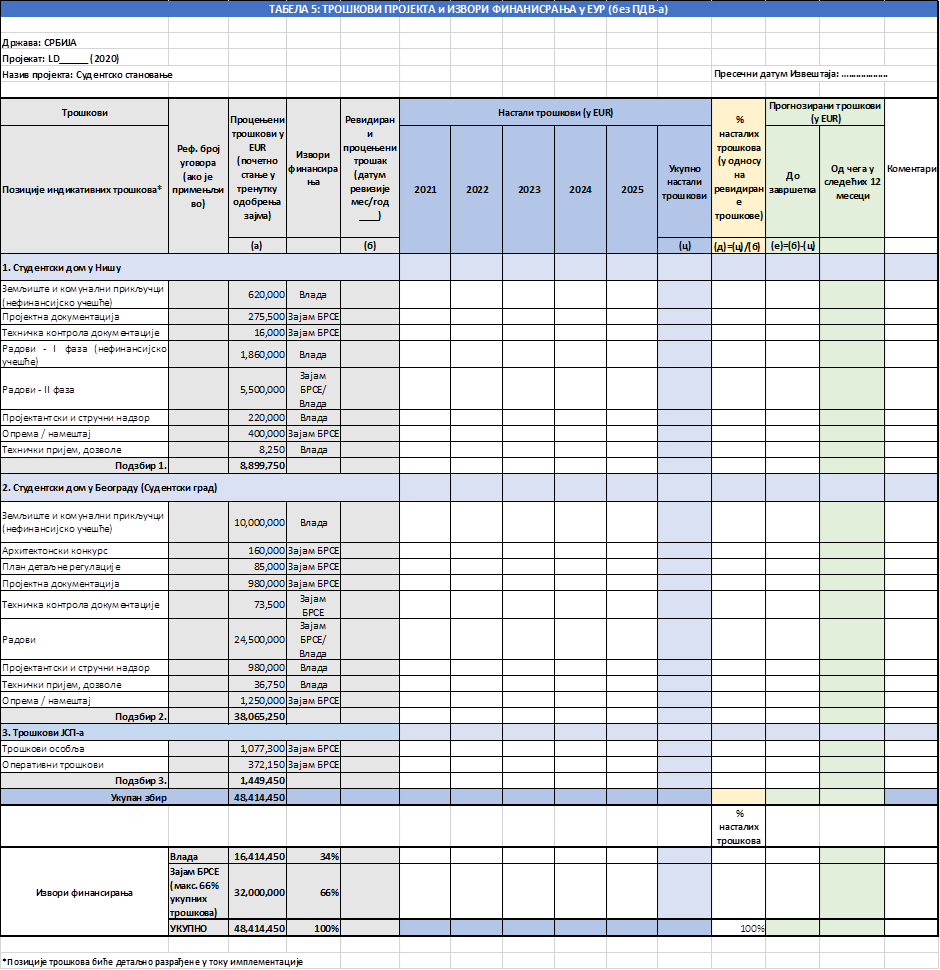 ТАБЕЛА 5: ТРОШКОВИ ПРОЈЕКТА и ИЗВОРИ ФИНАНИСРАЊА у ЕУР (без ПДВ-а)
Држава: СРБИЈА
Пројекат: LD______ (2020)
Назив пројекта: Судентско становање
Пресечни датум Извештаја: ..................
Трошкови
Позиције индикативних трошкова*
Реф. број
уговора
(ако је
примењљи
во)
Процењени
трошкови у
EUR
(почетно
стање у
тренутку
одобрења
зајма)
(а)
Извори
финансира
ња
Ревидиран
и
процењени
трошак
(датум
ревизије
мес/год
____)
(б)
Настали трошкови (у EUR)
2021
2022
2023
2024
2025
Укупно
настали
трошкови
(ц)
%
насталих
трошкова
(у односу
на
ревидиран
е
трошкове)
(д)=(ц)/(б)
Прогнозирани трошкови
(у EUR)
До
завршетка
(е)=(б)-(ц)
Од чега у
следећих 12
месеци
Коментари
1. Студентски дом у Нишу
Земљиште и комунални прикључци
(нефинансијско учешће)
620,000 Влада
Пројектна документација 275,500 Зајам БРСЕ
Техничка контрола документације 16,000 Зајам БРСЕ
Радови - I фаза (нефинансијско
учешће)
1,860,000 Влада
Радови - II фаза 5,500,000
Зајам
БРСЕ/
Влада
Пројектантски и стручни надзор 220,000 Влада
Опрема / намештај 400,000 Зајам БРСЕ
Технички пријем, дозволе 8,250 Влада
Подзбир 1. 8,899,750
2. Студентски дом у Београду (Судентски град)
Земљиште и комунални прикључци
(нефинансијско учешће)
10,000,000 Влада
Архитектонски конкурс 160,000 Зајам БРСЕ
План детаљне регулације 85,000 Зајам БРСЕ
Пројектна документација 980,000 Зајам БРСЕ
Техничка контрола документације 73,500
Зајам
БРСЕ
Радови 24,500,000
Зајам
БРСЕ/
Влада
Пројектантски и стручни надзор 980,000 Влада
Технички пријем, дозволе 36,750 Влада
Опрема / намештај 1,250,000 Зајам БРСЕ
Подзбир 2. 38,065,250
3. Трошкови ЈСП-а
Трошкови особља 1,077,300 Зајам БРСЕ
Оперативни трошкови 372,150 Зајам БРСЕ
Подзбир 3. 1,449,450
Укупан збир 48,414,450
%
насталих
трошкова
Извори финансирања
Влада 16,414,450 34%
Зајам БРСЕ
(макс. 66%
укупних
трошкова)
32,000,000 66%
УКУПНО 48,414,450 100% 100%
*Позиције трошкова биће детаљно разрађене у току имплементације